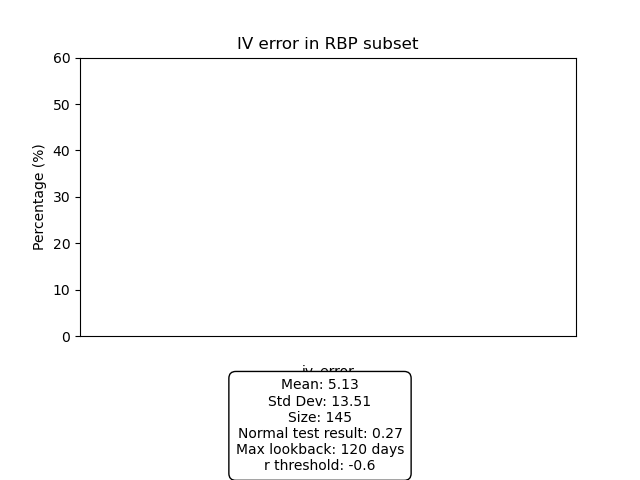 IV error in RBP subset
60
50
40
30
20
10
0
Percentage (%)
iv_error
Mean: 5.13
Std Dev: 13.51
Size: 145
Normal test result: 0.27
Max lookback: 120 days
r threshold: -0.6